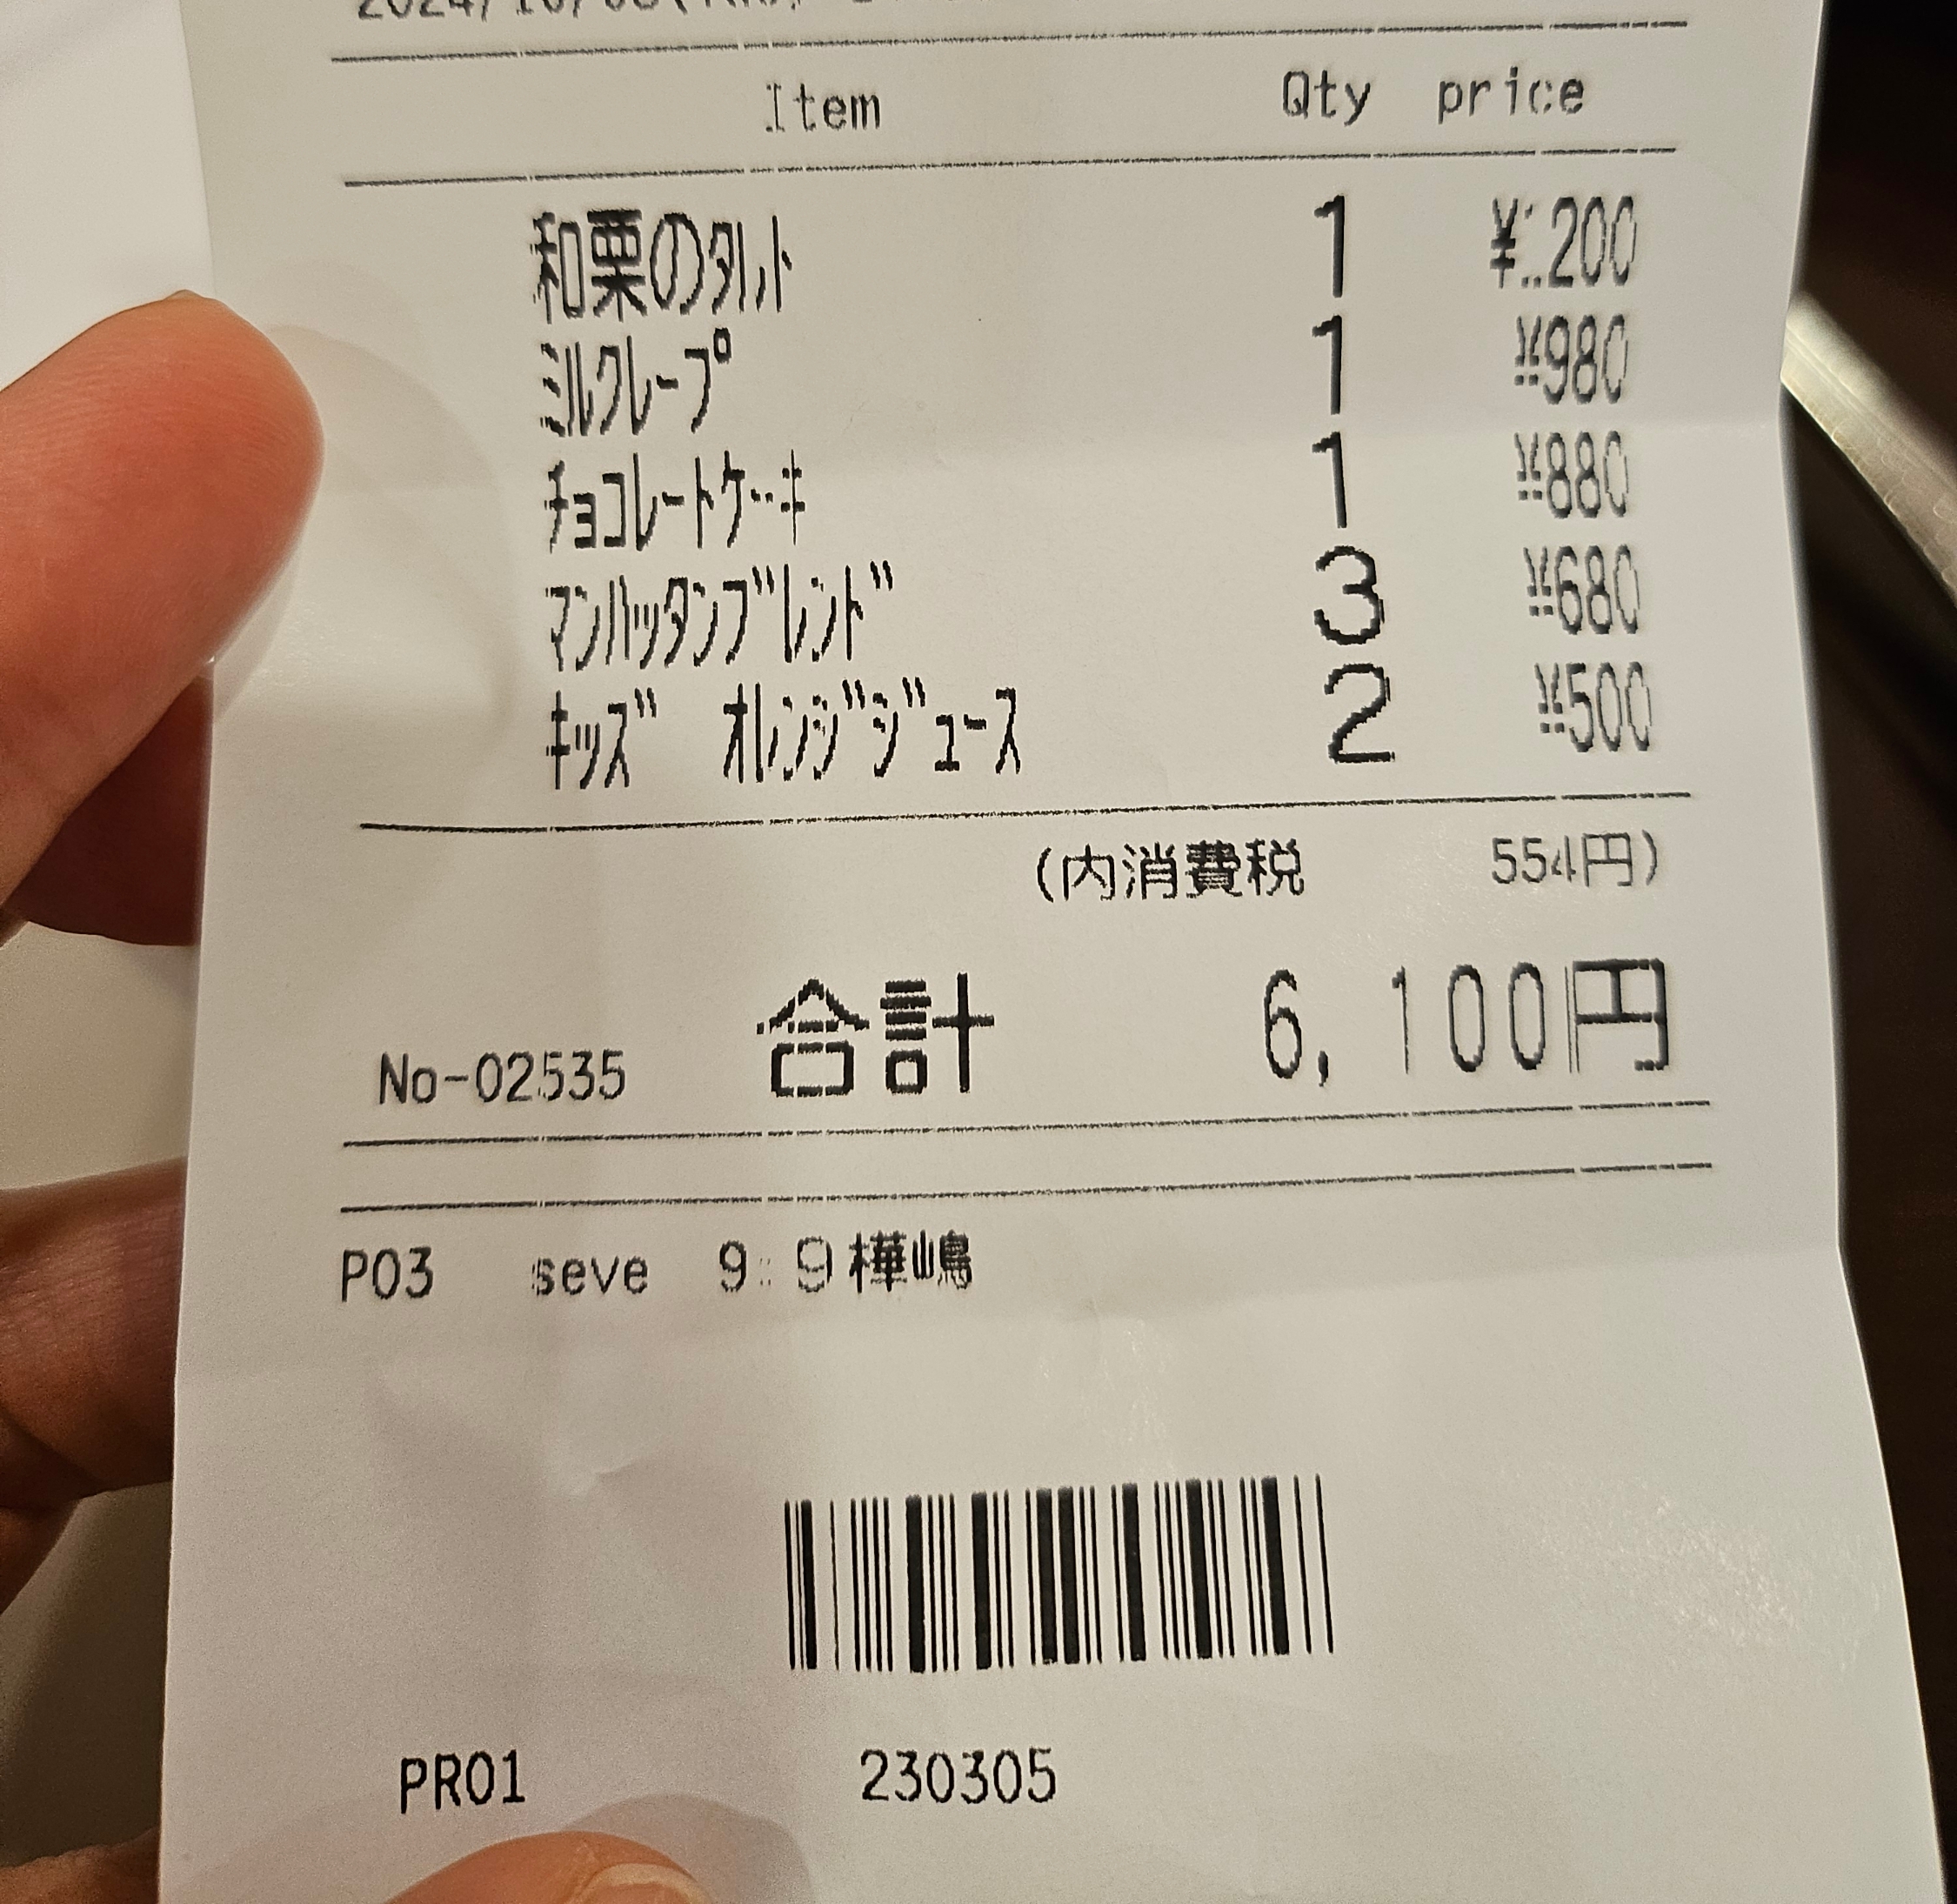 Item Qty price
和栗のタルト 1 ¥1200
ミルクレープ 1 ¥980
チョコレートケーキ 1 ¥880
マンハッタンブレンド 3 ¥680
キッズ オレンジジュース 2 ¥500
(内消費税 554円)
No-02535 合計 6,100円
P03 seve 樺嶋
PR01 230305